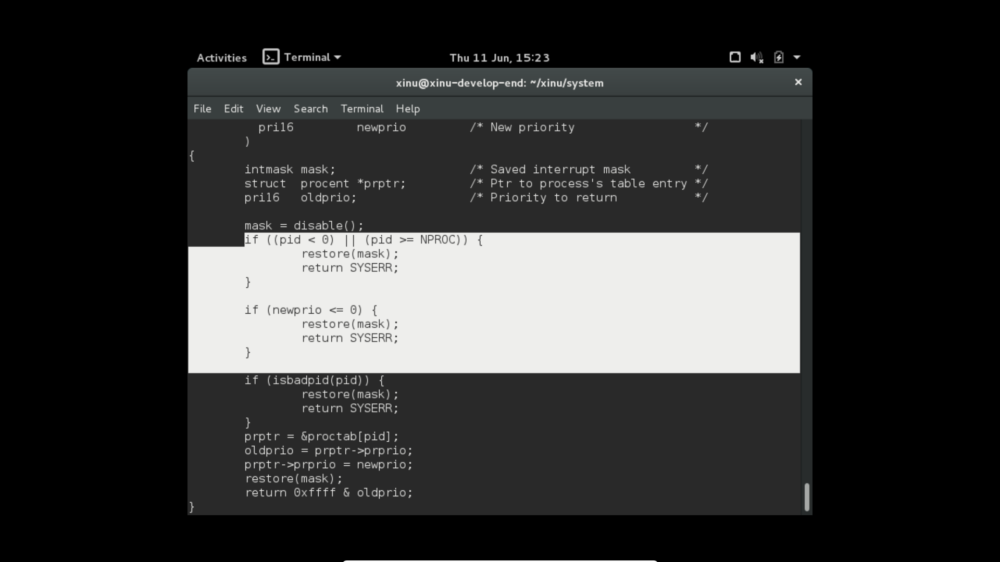 Activities Terminal Thu 11 Jun, 15:23
xinu@xinu-develop-end: ~/xinu/system ×
File Edit View Search Terminal Help
pri16 newprio /* New priority */
)
{
intmask mask; /* Saved interrupt mask */
struct procent *prptr; /* Ptr to process's table entry */
pri16 oldprio; /* Priority to return */
mask = disable();
if ((pid < 0) || (pid >= NPROC)) {
restore(mask);
return SYSERR;
}
if (newprio <= 0) {
restore(mask);
return SYSERR;
}
if (isbadpid(pid)) {
restore(mask);
return SYSERR;
}
prptr = &proctab[pid];
oldprio = prptr->prprio;
prptr->prprio = newprio;
restore(mask);
return 0xffff & oldprio;
}